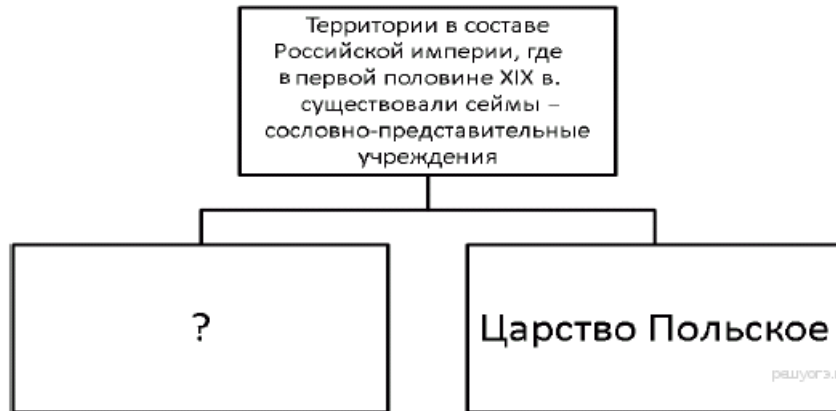 Территории в составе
Российской империи, где
в первой половине XIX в.
существовали сеймы –
сословно-представительные
учреждения
?
Царство Польское